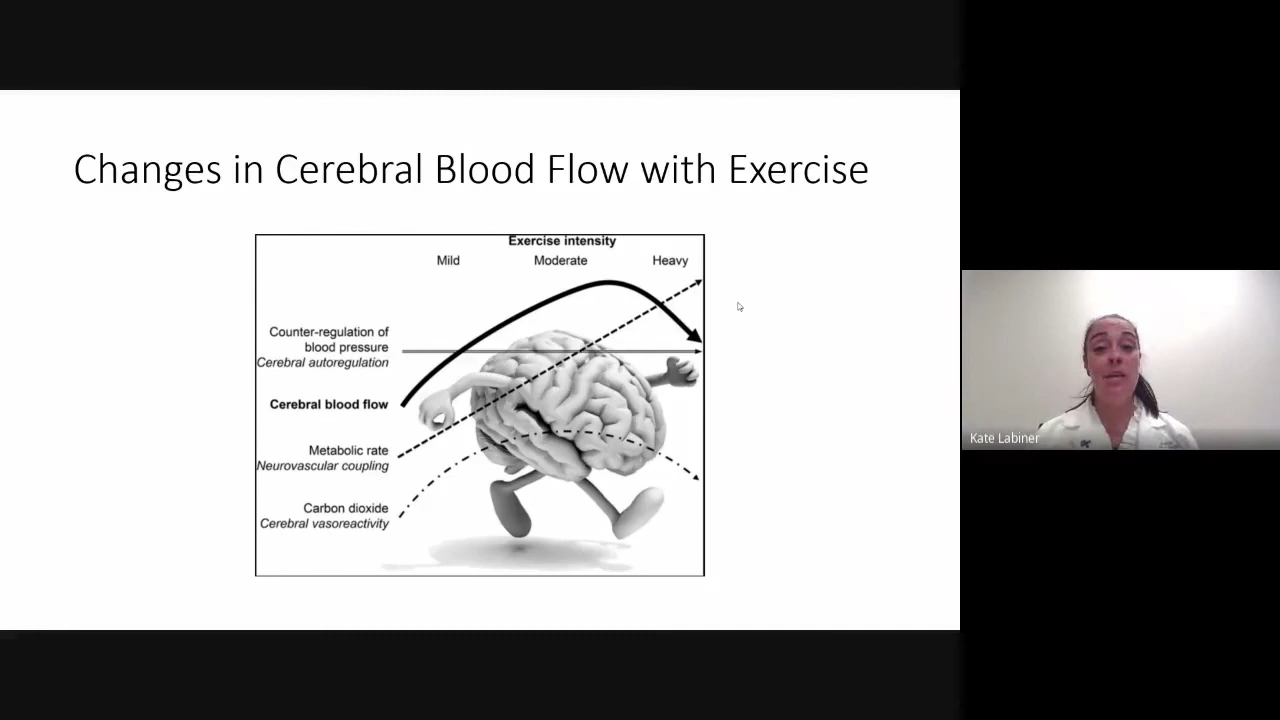 Changes in Cerebral Blood Flow with Exercise
Exercise intensity
Mild Moderate Heavy
Counter-regulation of
blood pressure
Cerebral autoregulation
Cerebral blood flow
Metabolic rate
Neurovascular coupling
Carbon dioxide
Cerebral vasoreactivity
Kate Labiner